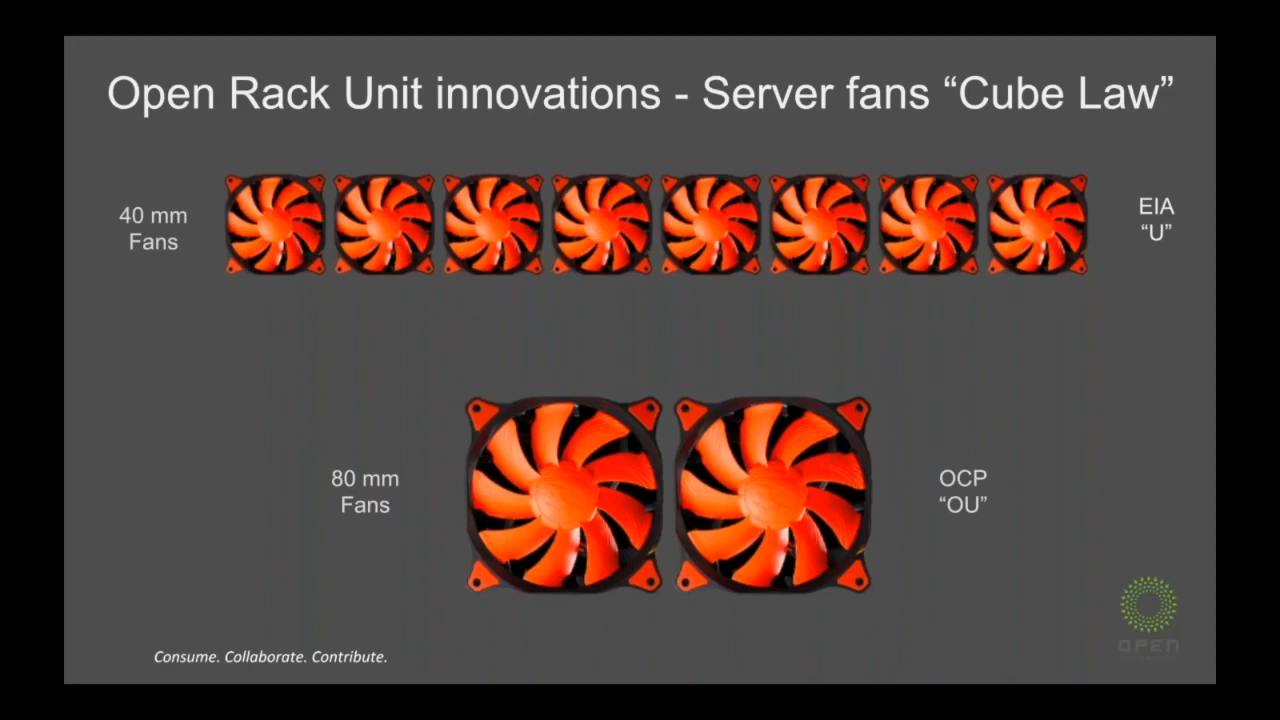 Open Rack Unit innovations - Server fans “Cube Law”
40 mm
Fans
EIA
“U”
80 mm
Fans
OCP
“OU”
OPEN
Consume. Collaborate. Contribute.